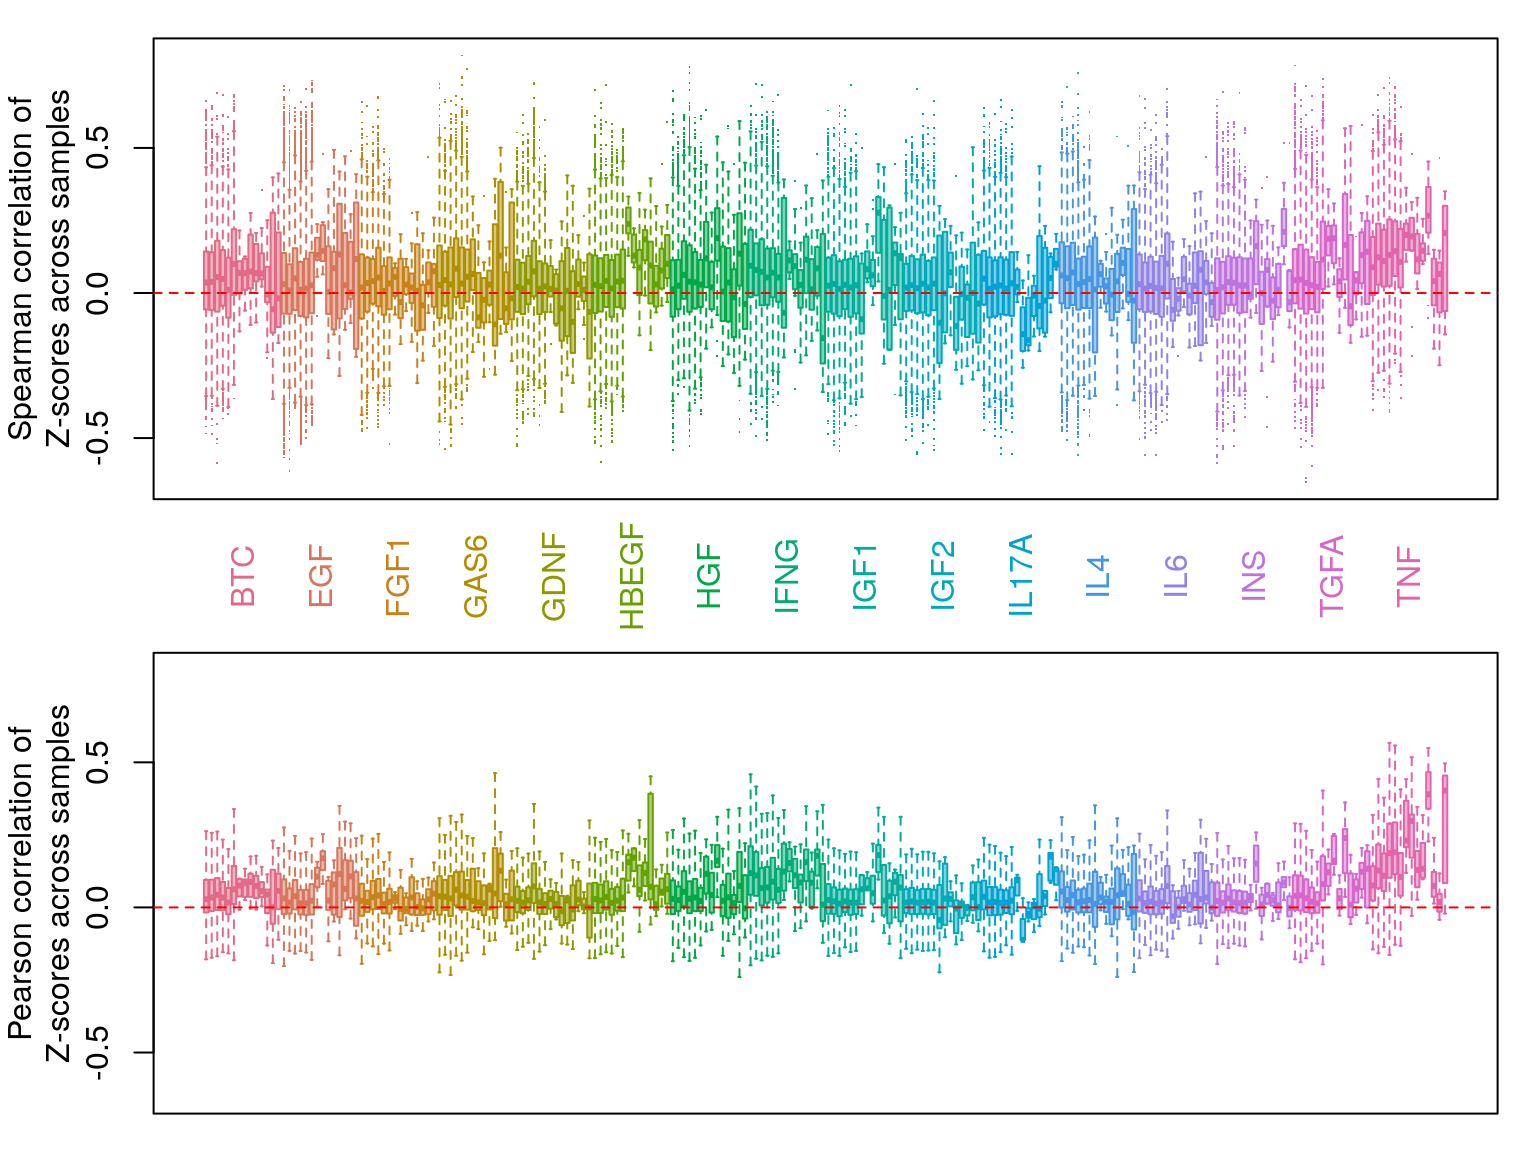 Spearman correlation of
Z-scores across samples
0.5
0.0
-0.5
BTC
EGF
FGF1
GAS6
GDNF
HBEGF
HGF
IFNG
IGF1
IGF2
IL17A
IL4
IL6
INS
TGFA
TNF
Pearson correlation of
Z-scores across samples
0.5
0.0
-0.5